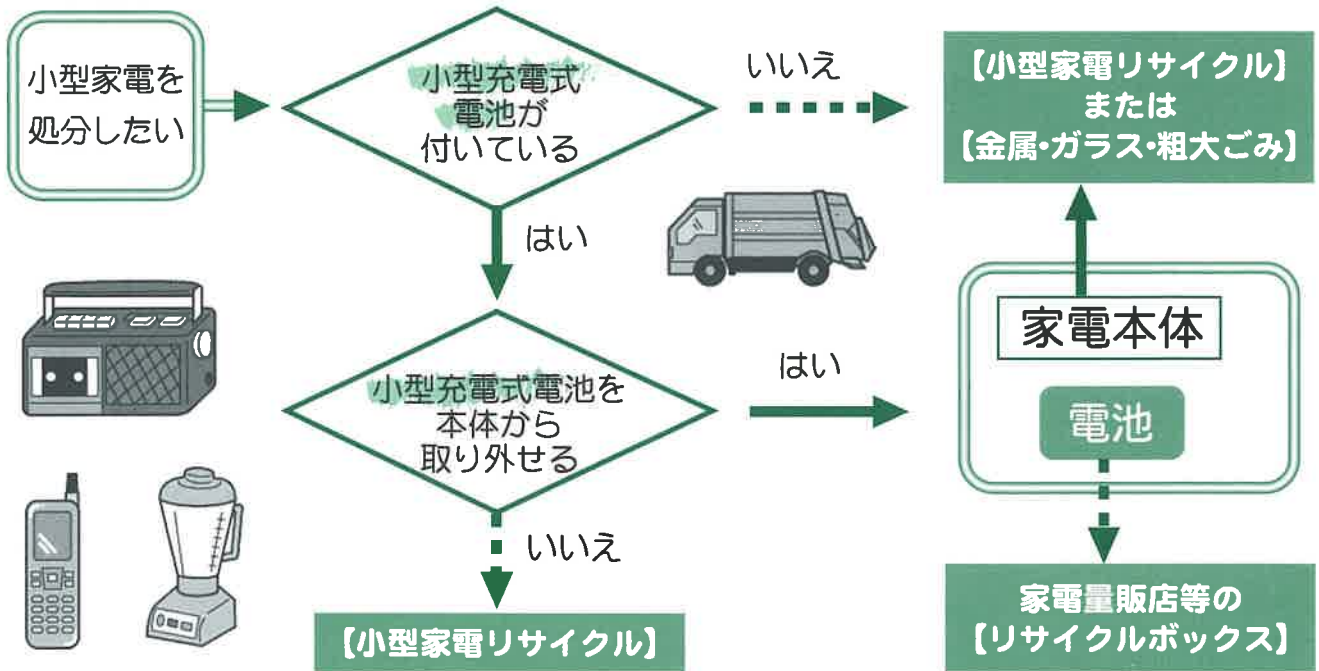 小型家電を
処分したい
小型充電式
電池が
付いている
いいえ
【小型家電リサイクル】
または
【金属・ガラス・粗大ごみ】
はい
小型充電式電池を
本体から
取り外せる
はい
家電本体
電池
いいえ
【小型家電リサイクル】
家電量販店等の
【リサイクルボックス】